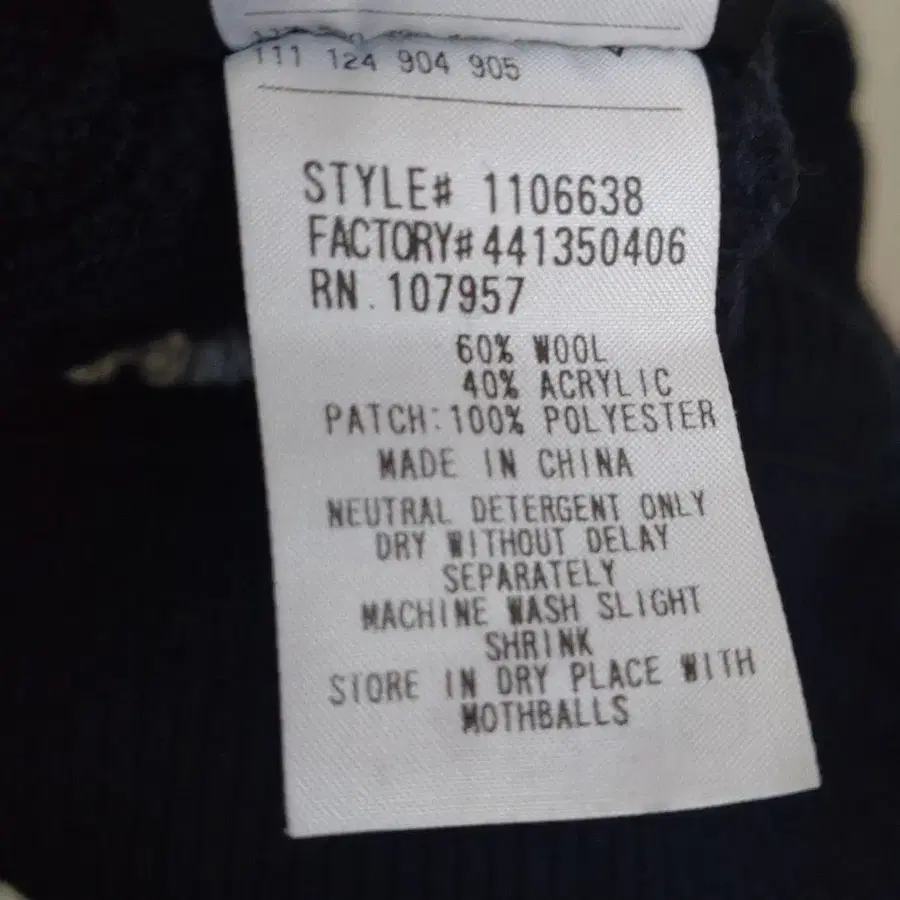 111 124 904 905
STYLE# 1106638
FACTORY#441350406
RN.107957
60% WOOL
40% ACRYLIC
PATCH:100% POLYESTER
MADE IN CHINA
NEUTRAL DETERGENT ONLY
DRY WITHOUT DELAY
SEPARATELY
MACHINE WASH SLIGHT
SHRINK
STORE IN DRY PLACE WITH
MOTHBALLS